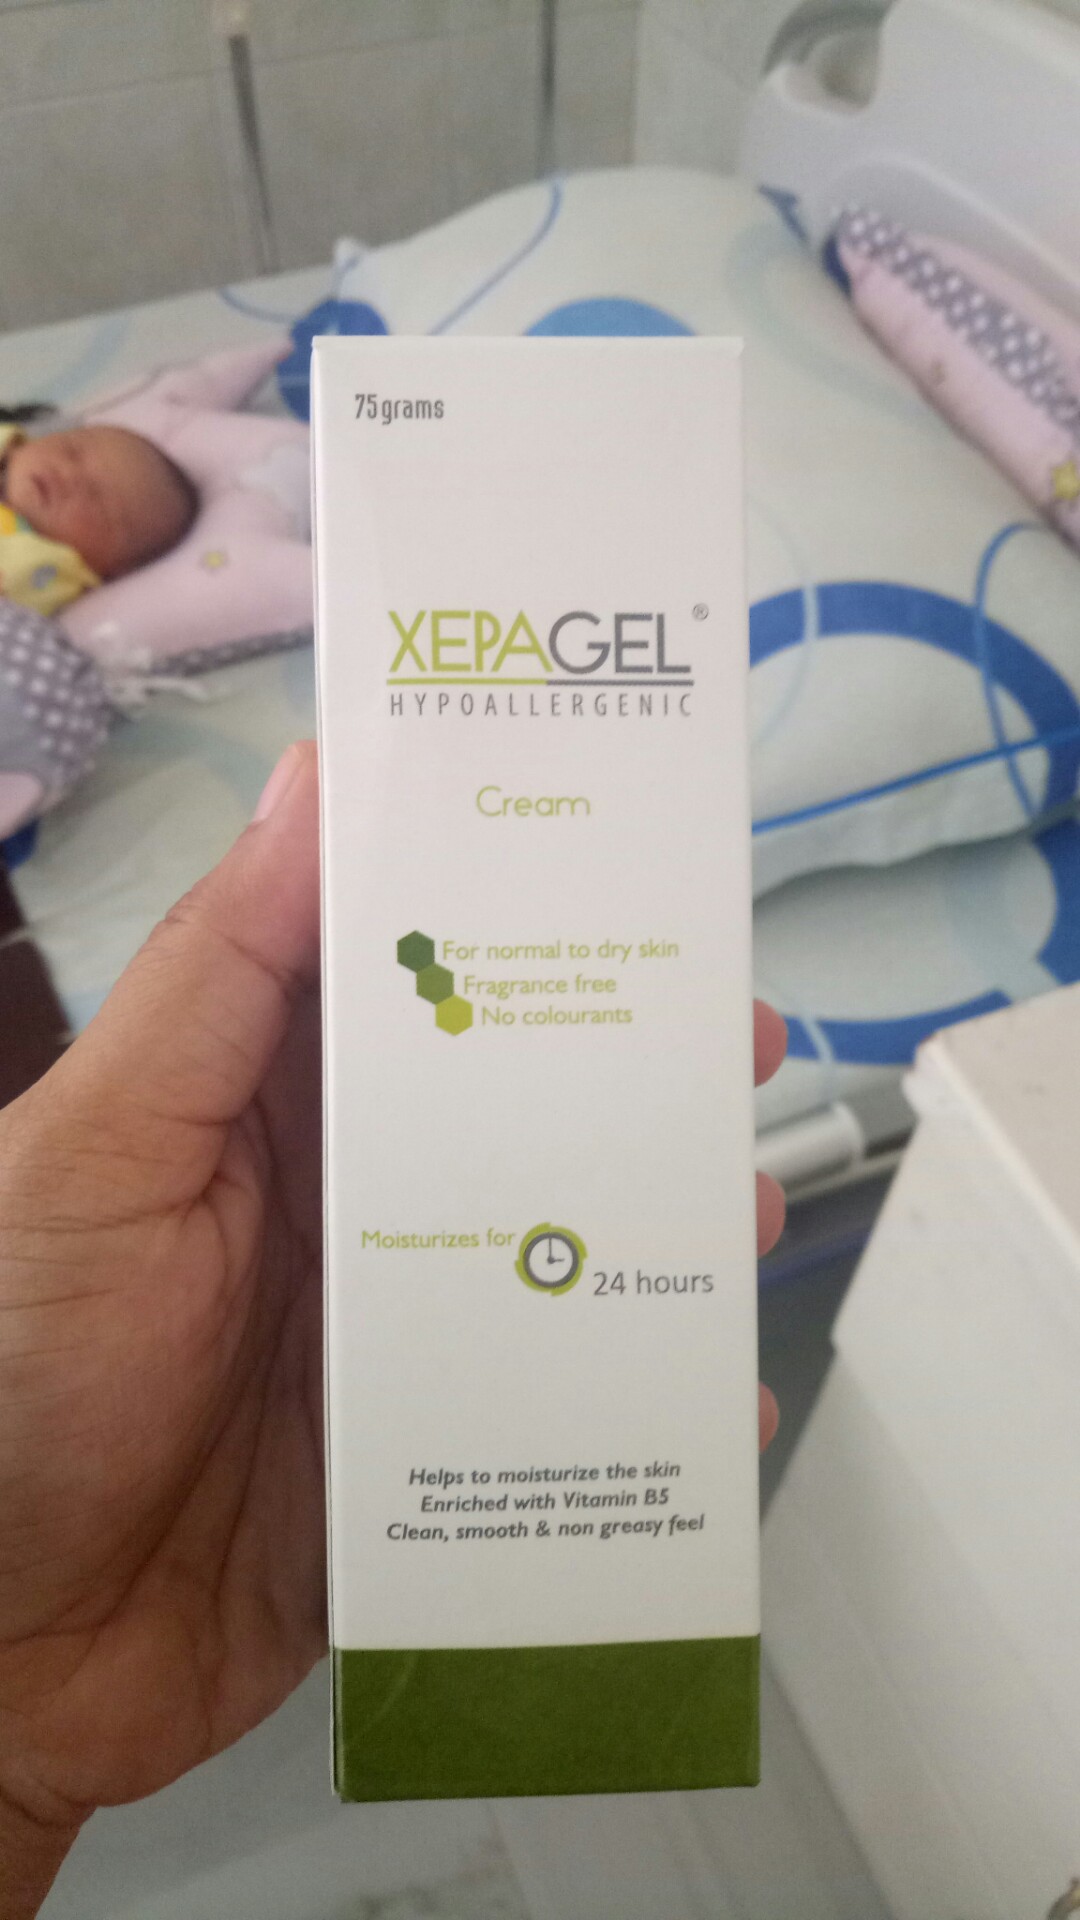 75grams
XEPAGEL®
HYPOALLERGENIC
Cream
For normal to dry skin
Fragrance free
No colourants
Moisturizes for
24 hours
Helps to moisturize the skin
Enriched with Vitamin B5
Clean, smooth & non greasy feel